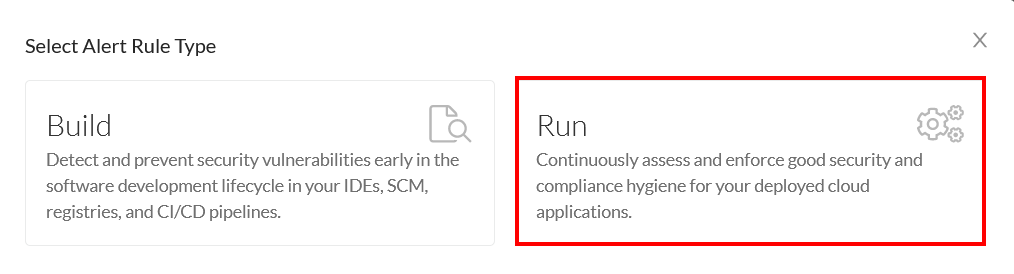 Select Alert Rule Type
Build
Detect and prevent security vulnerabilities early in the
software development lifecycle in your IDEs, SCM,
registries, and CI/CD pipelines.
Run
Continuously assess and enforce good security and
compliance hygiene for your deployed cloud
applications.